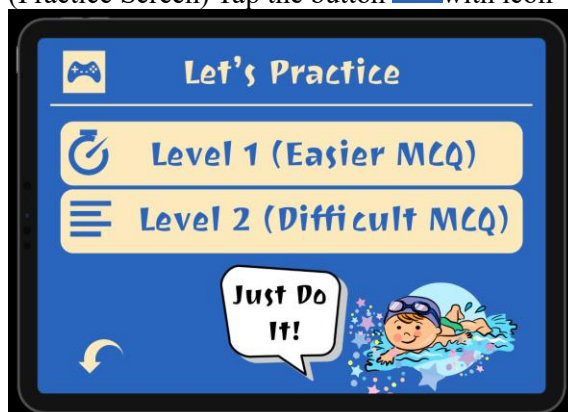 (Practice Screen) Tap the button with icon
Let's Practice
Level 1 (Easier MCQ)
Level 2 (Difficult MCQ)
Just Do
It!